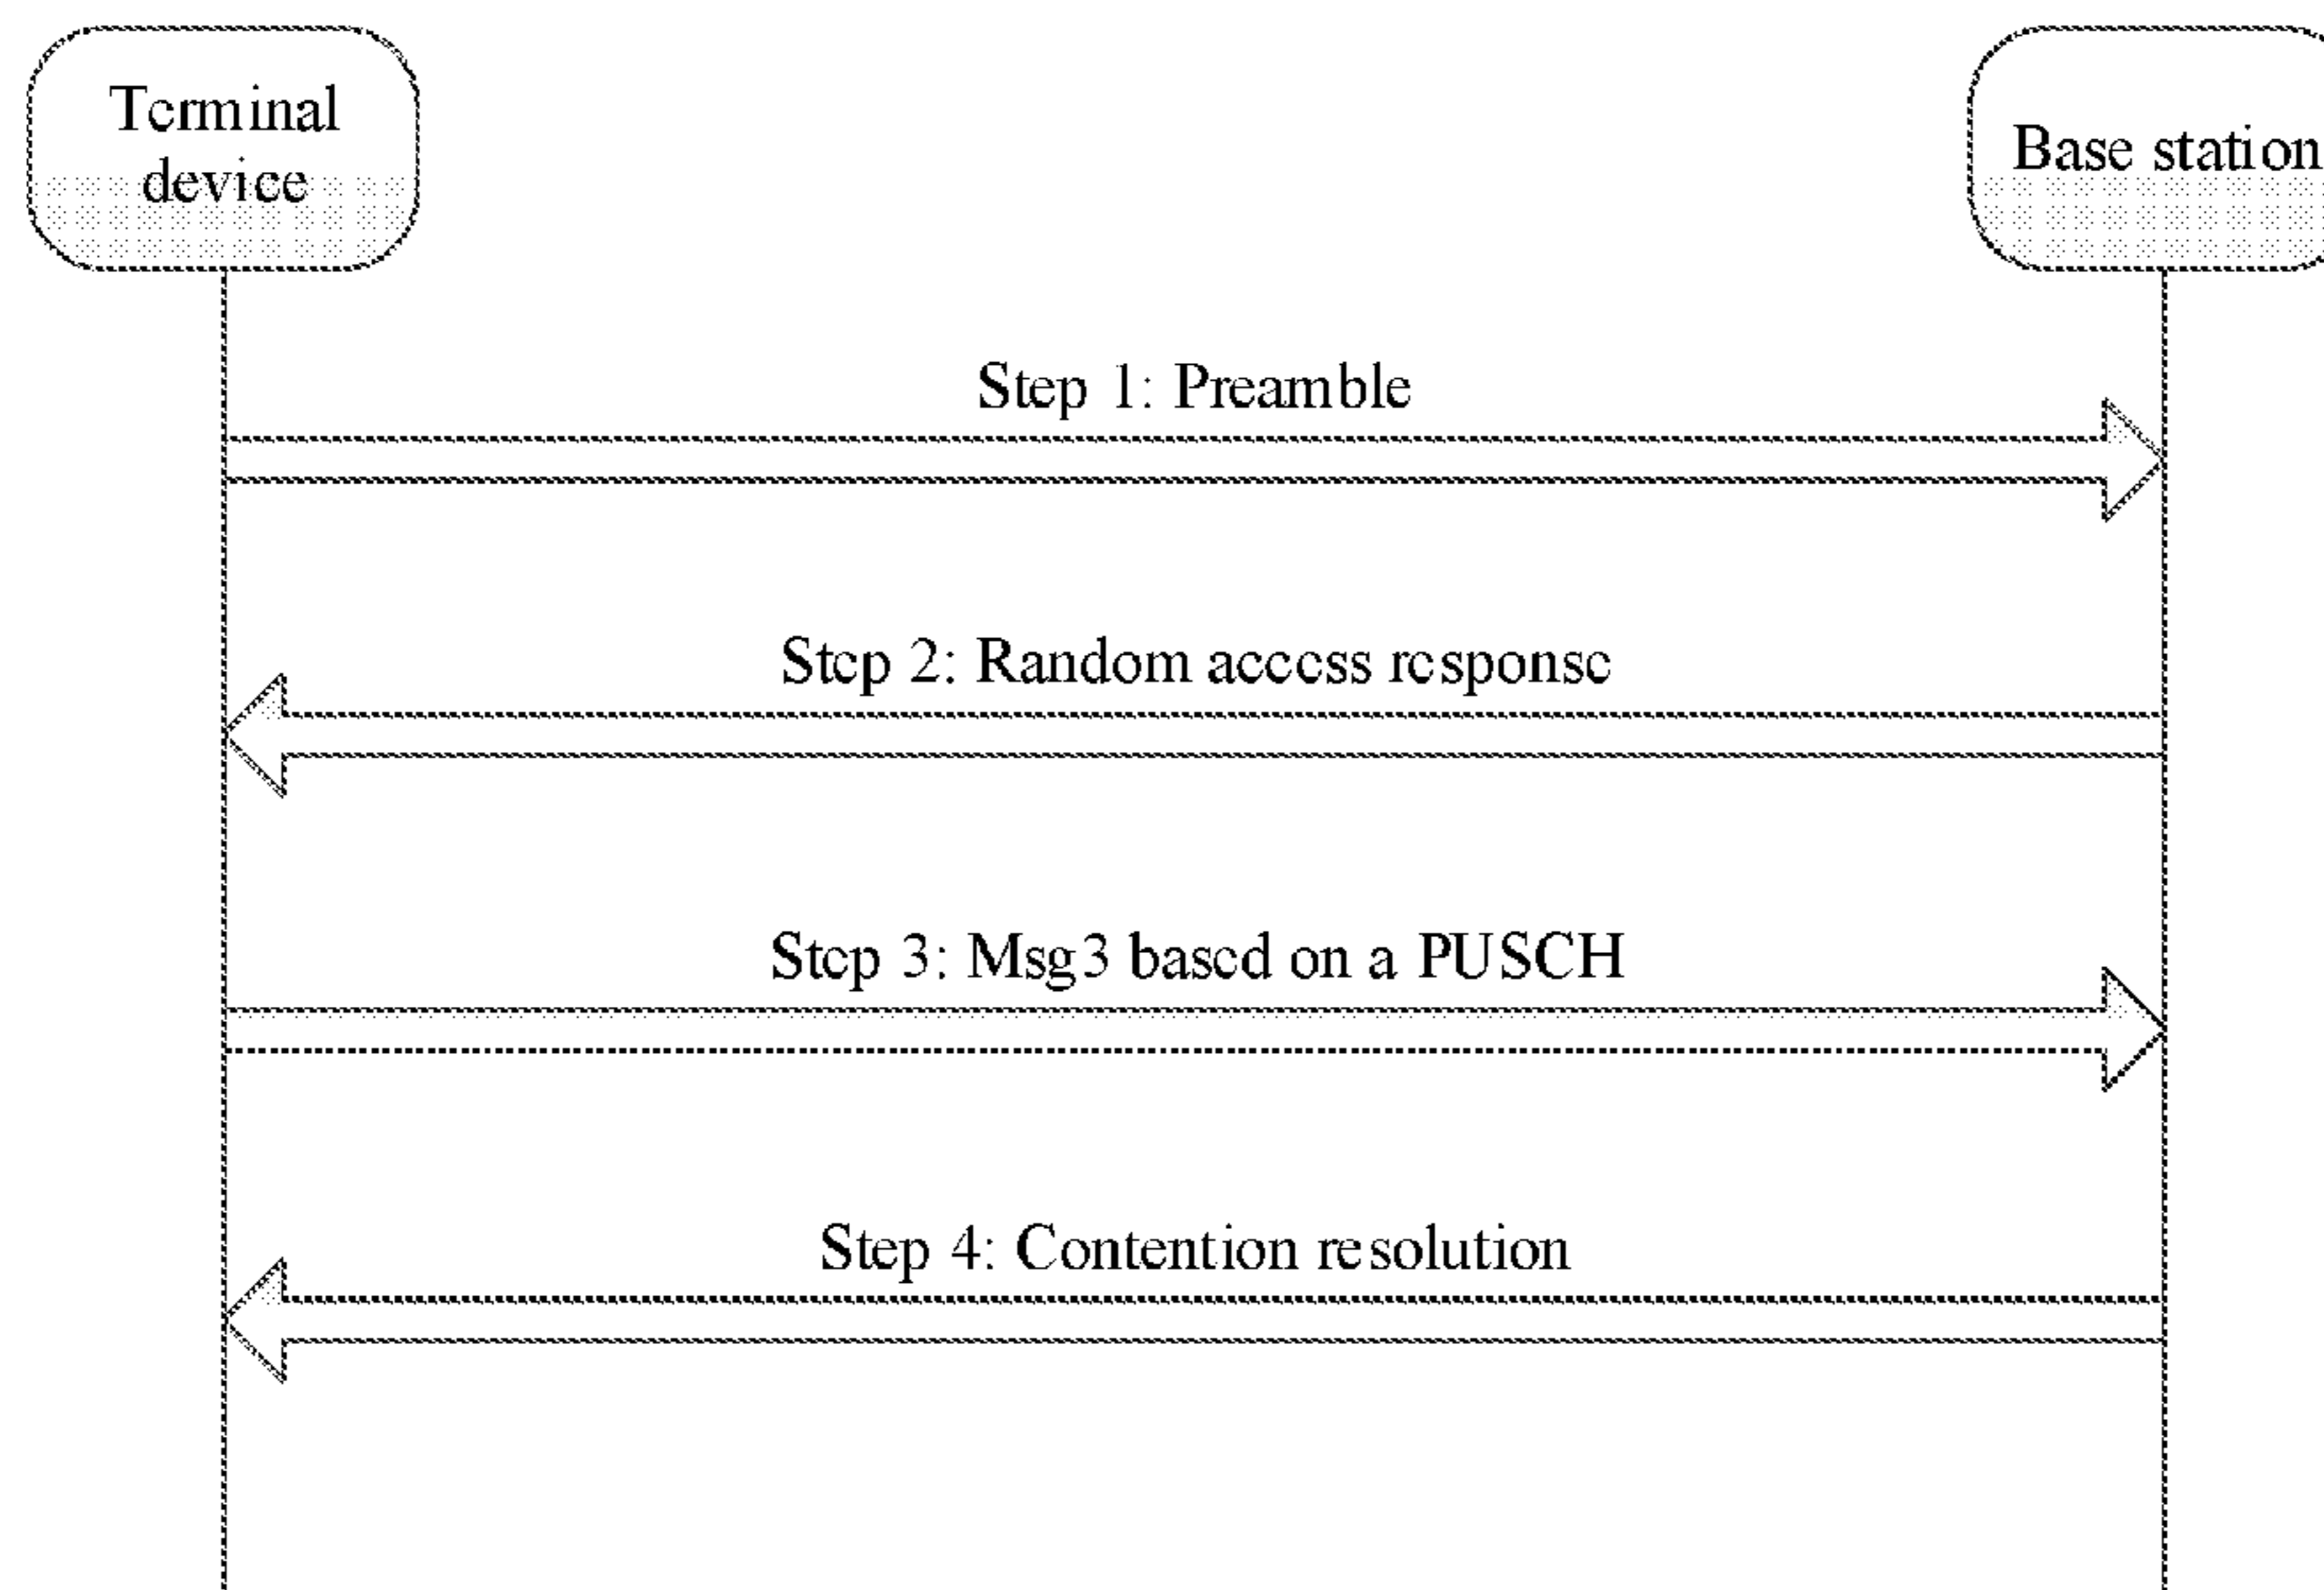 Terminal
device
Base station
Step 1: Preamble
Step 2: Random access response
Step 3: Msg3 based on a PUSCH
Step 4: Contention resolution